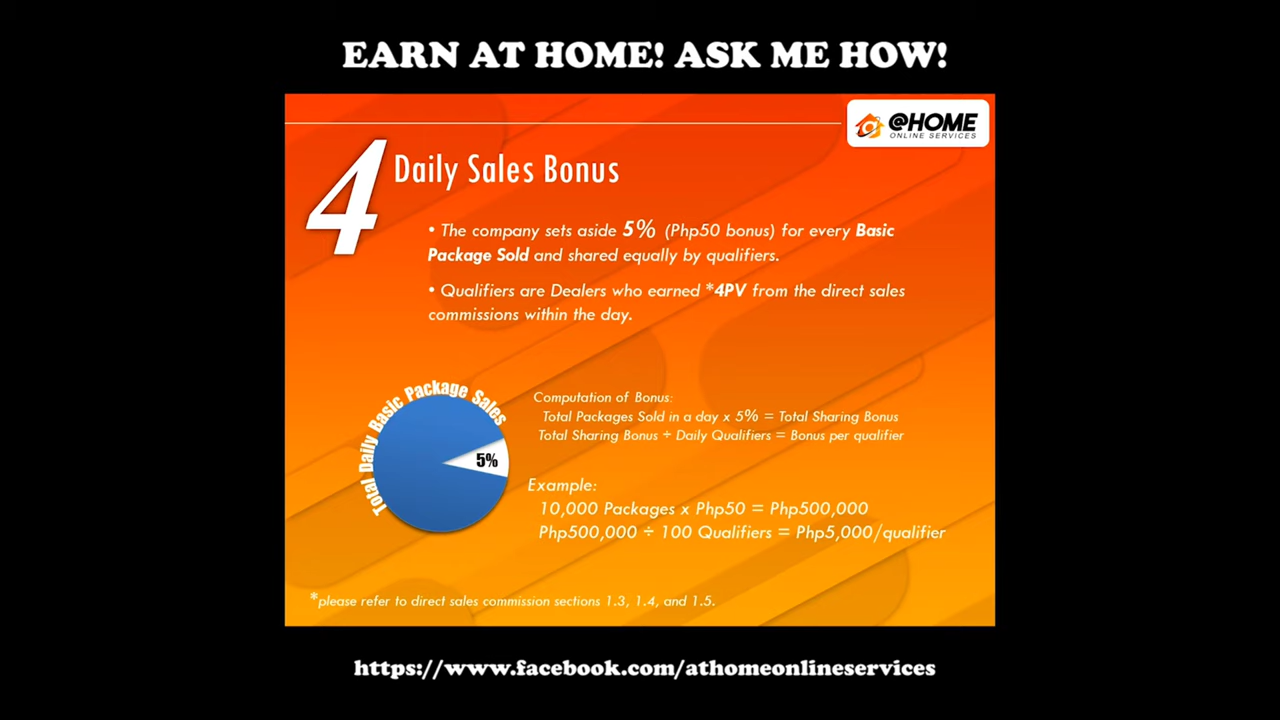 EARN AT HOME! ASK ME HOW!
@HOME
ONLINE SERVICES
4
Daily Sales Bonus
• The company sets aside 5% (Php50 bonus) for every Basic
Package Sold and shared equally by qualifiers.
• Qualifiers are Dealers who earned *4PV from the direct sales
commissions within the day.
Total Daily Basic Package Sales
5%
Computation of Bonus:
Total Packages Sold in a day x 5% = Total Sharing Bonus
Total Sharing Bonus ÷ Daily Qualifiers = Bonus per qualifier
Example:
10,000 Packages x Php50 = Php500,000
Php500,000 ÷ 100 Qualifiers = Php5,000/qualifier
*please refer to direct sales commission sections 1.3, 1.4, and 1.5.
https://www.facebook.com/athomeonlineservices